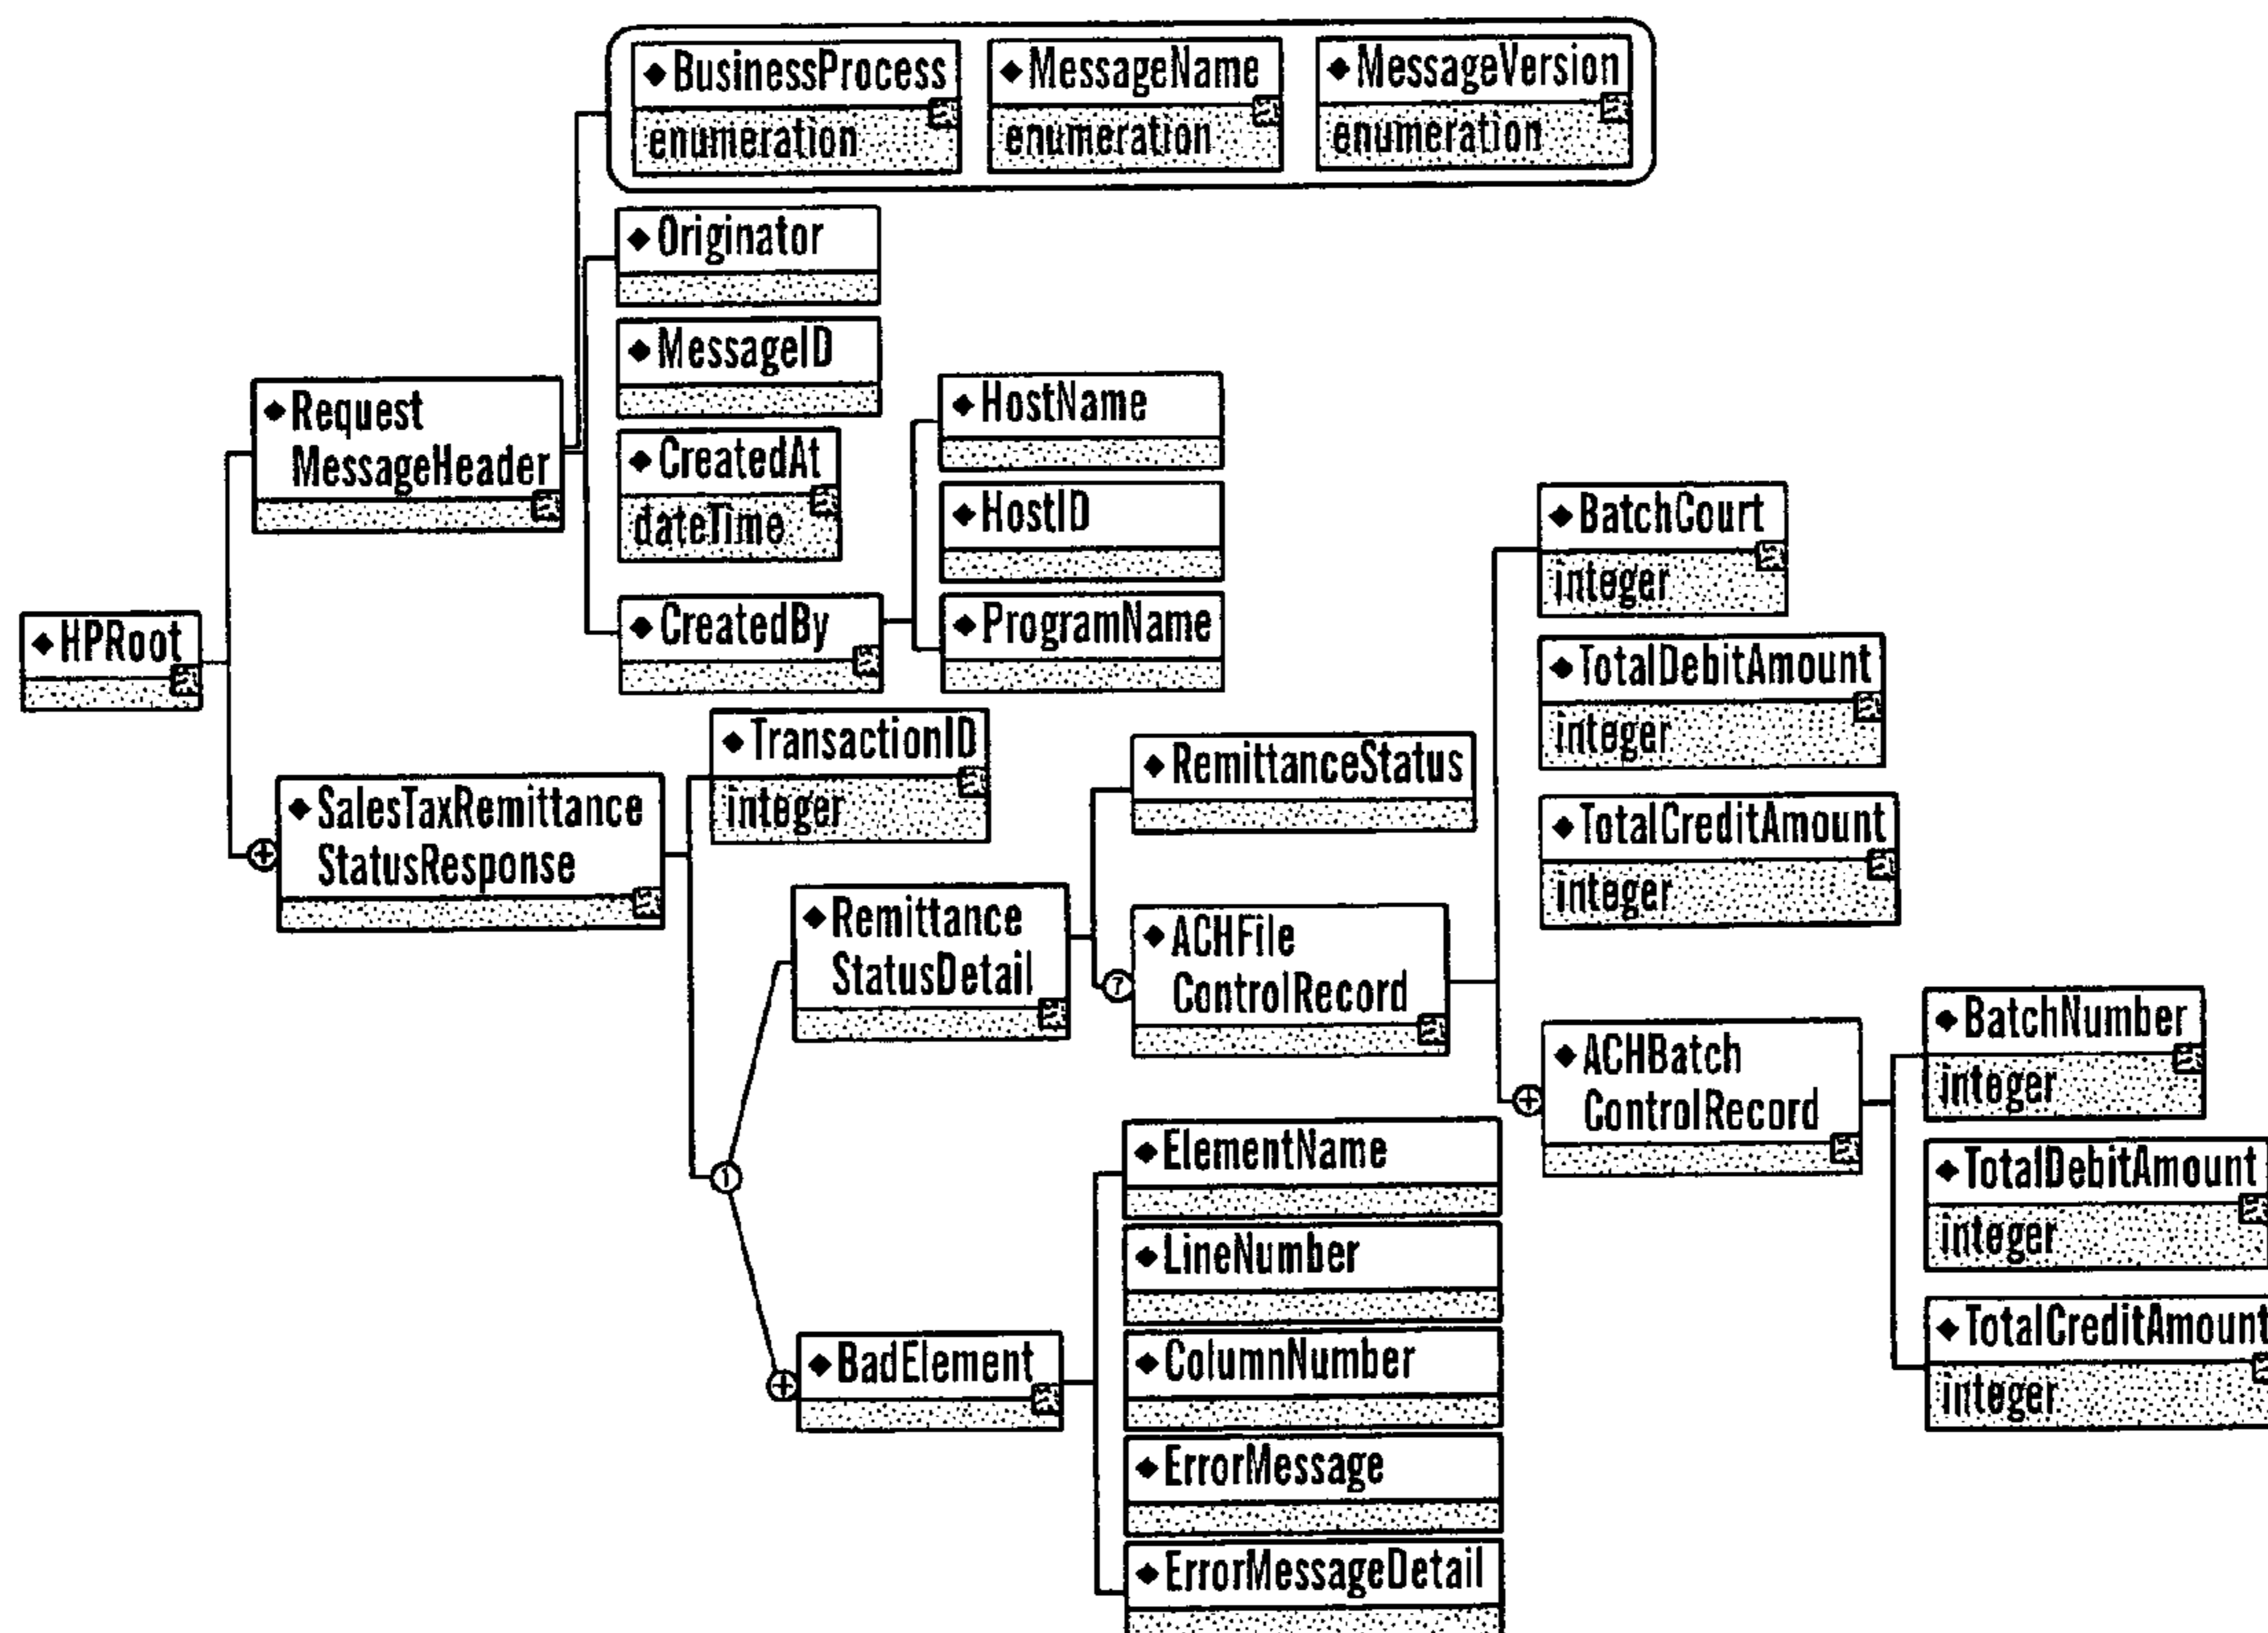 BusinessProcess
enumeration
MessageName
enumeration
MessageVersion
enumeration
Originator
MessageID
CreatedAt
dateTime
CreatedBy
HostName
HostID
ProgramName
Request
MessageHeader
HPRoot
SalesTaxRemittance
StatusResponse
TransactionID
integer
Remittance
StatusDetail
RemittanceStatus
?
ACHFile
ControlRecord
BatchCourt
integer
TotalDebitAmount
integer
TotalCreditAmount
integer
+
ACHBatch
ControlRecord
BatchNumber
integer
TotalDebitAmount
integer
TotalCreditAmount
integer
+
1
+
BadElement
ElementName
LineNumber
ColumnNumber
ErrorMessage
ErrorMessageDetail